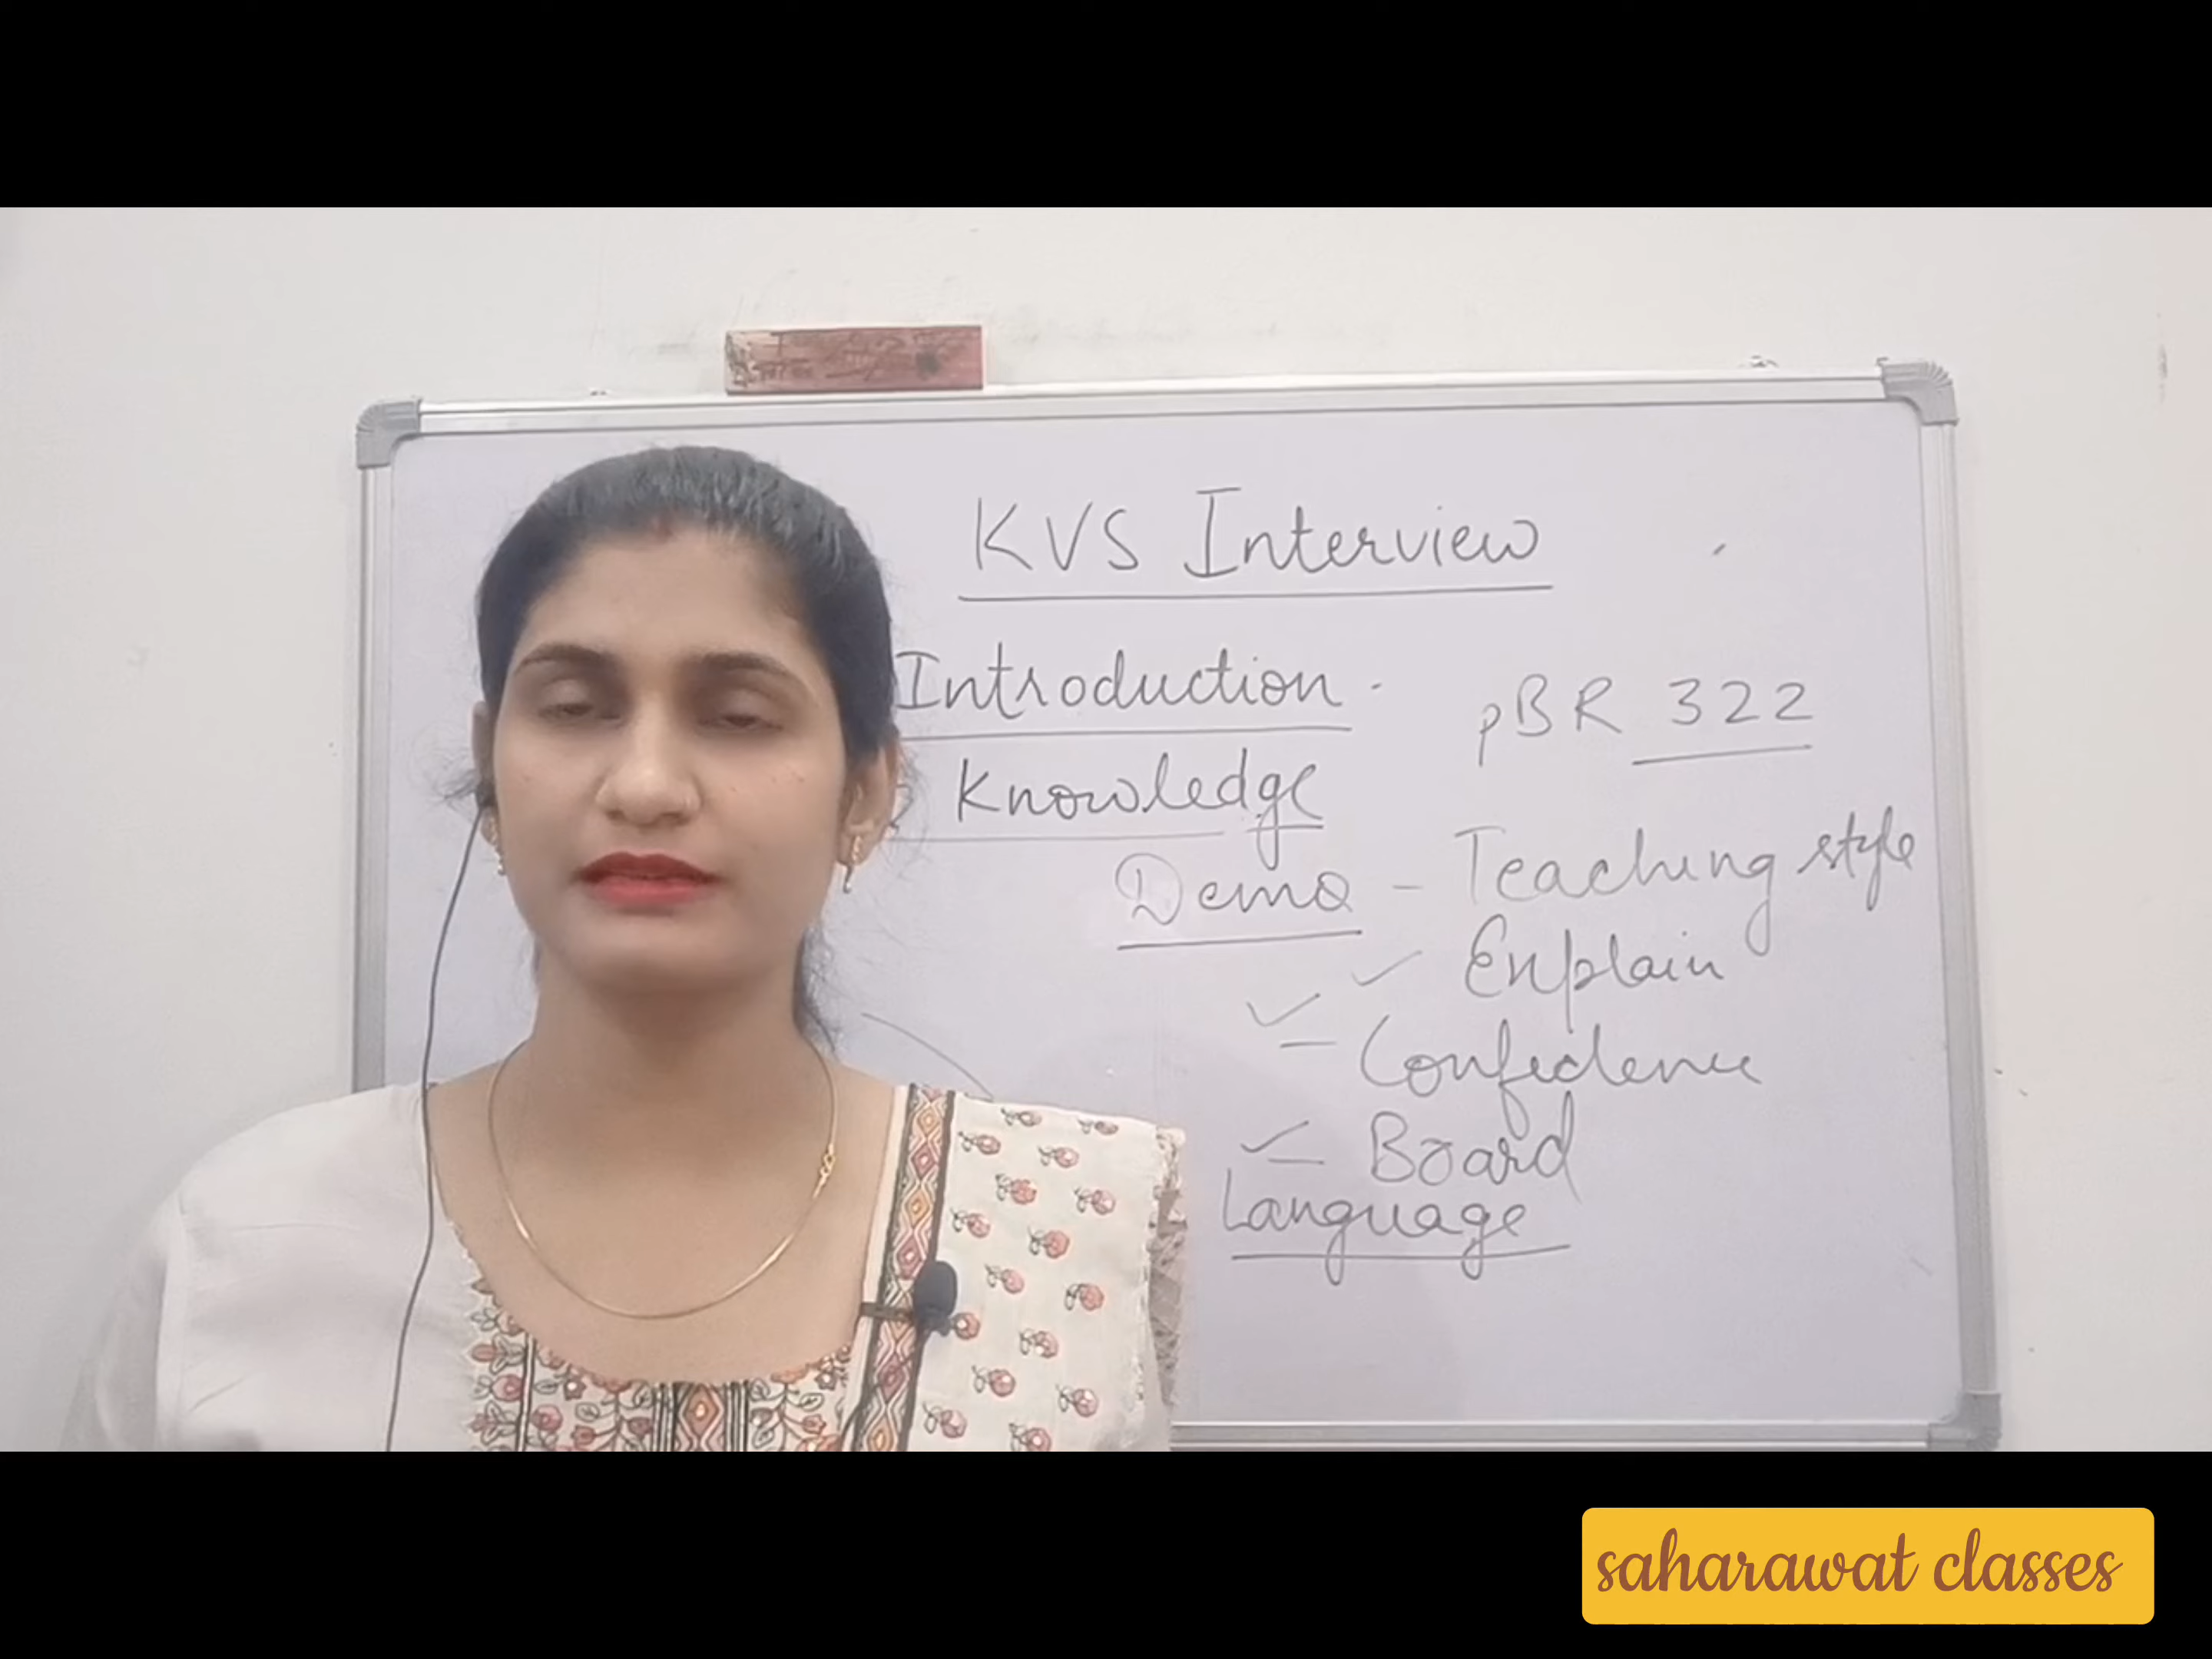 KVS Interview
Introduction.
pBR 322
Knowledge
Demo - Teaching style
Explain
Confidence
Board
Language
saharawat classes